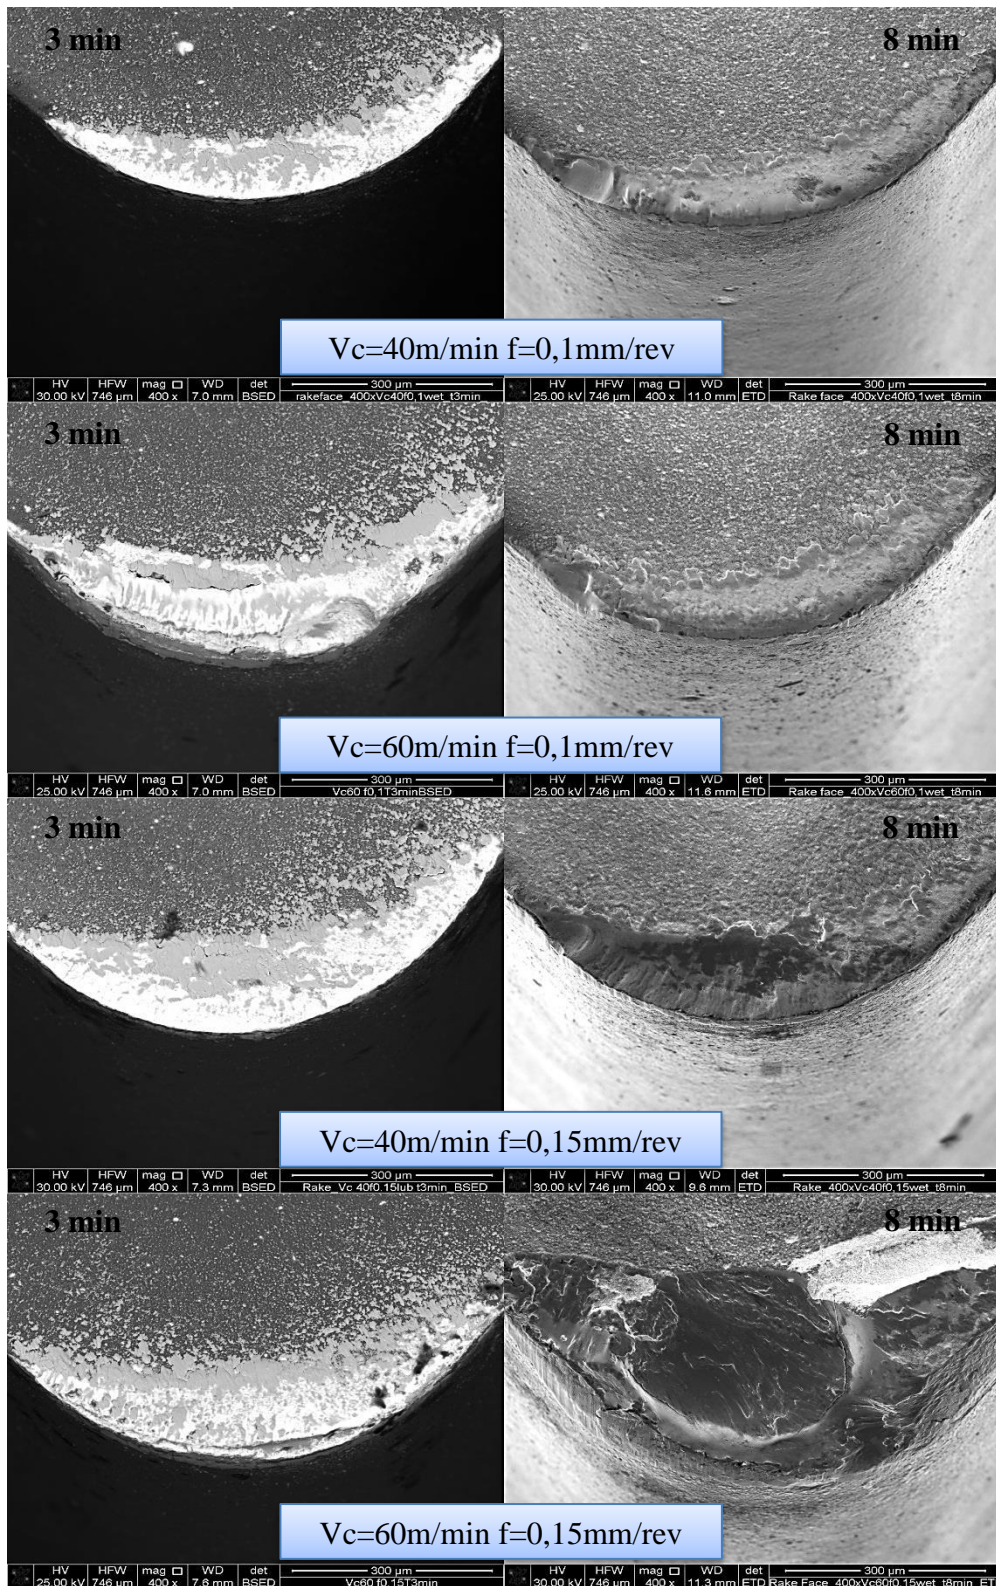 3 min
8 min
Vc=40m/min f=0,1mm/rev
HV HFW mag □ WD det 300 µm
30.00 kV 746 µm 400 x 7.0 mm BSED rakeface_400xVc40f0,1wet_t3min
HV HFW mag □ WD det 300 µm
25.00 kV 746 µm 400 x 11.0 mm ETD Rake face_400xVc40f0,1wet_t8min
3 min
8 min
Vc=60m/min f=0,1mm/rev
HV HFW mag □ WD det 300 µm
25.00 kV 746 µm 400 x 7.0 mm BSED Vc60 f0,1T3minBSED
HV HFW mag □ WD det 300 µm
25.00 kV 746 µm 400 x 11.6 mm ETD Rake face_400xVc60f0,1wet_t8min
3 min
8 min
Vc=40m/min f=0,15mm/rev
HV HFW mag □ WD det 300 µm
30.00 kV 746 µm 400 x 7.3 mm BSED Rake_Vc 40f0,15lub t3min_BSED
HV HFW mag □ WD det 300 µm
30.00 kV 746 µm 400 x 9.6 mm ETD Rake_400xVc40f0,15wet_t8min
3 min
8 min
Vc=60m/min f=0,15mm/rev
HV HFW mag □ WD det 300 µm
25.00 kV 746 µm 400 x 7.6 mm BSED Vc60 f0,15T3min
HV HFW mag □ WD det 300 µm
30.00 kV 746 µm 400 x 11.3 mm ETD Rake Face_400xVc60f0,15wet_t8min_ET